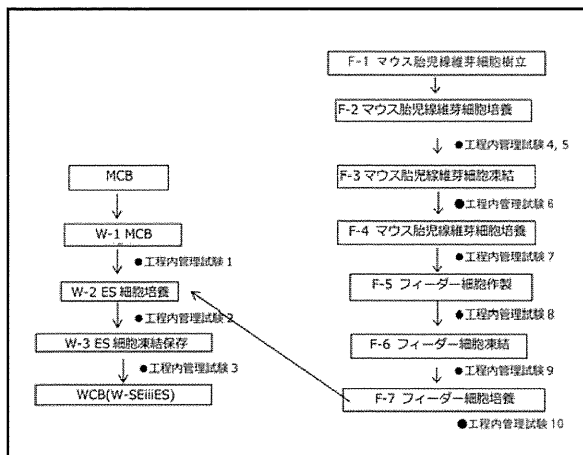 MCB
W-1 MCB
●工程内管理試験 1
W-2 ES 細胞培養
●工程内管理試験 2
W-3 ES 細胞凍結保存
●工程内管理試験 3
WCB(W-SEiiiES)
F-1 マウス胎児線維芽細胞樹立
F-2 マウス胎児線維芽細胞培養
●工程内管理試験 4, 5
F-3 マウス胎児線維芽細胞凍結
●工程内管理試験 6
F-4 マウス胎児線維芽細胞培養
●工程内管理試験 7
F-5 フィーダー細胞作製
●工程内管理試験 8
F-6 フィーダー細胞凍結
●工程内管理試験 9
F-7 フィーダー細胞培養
●工程内管理試験 10